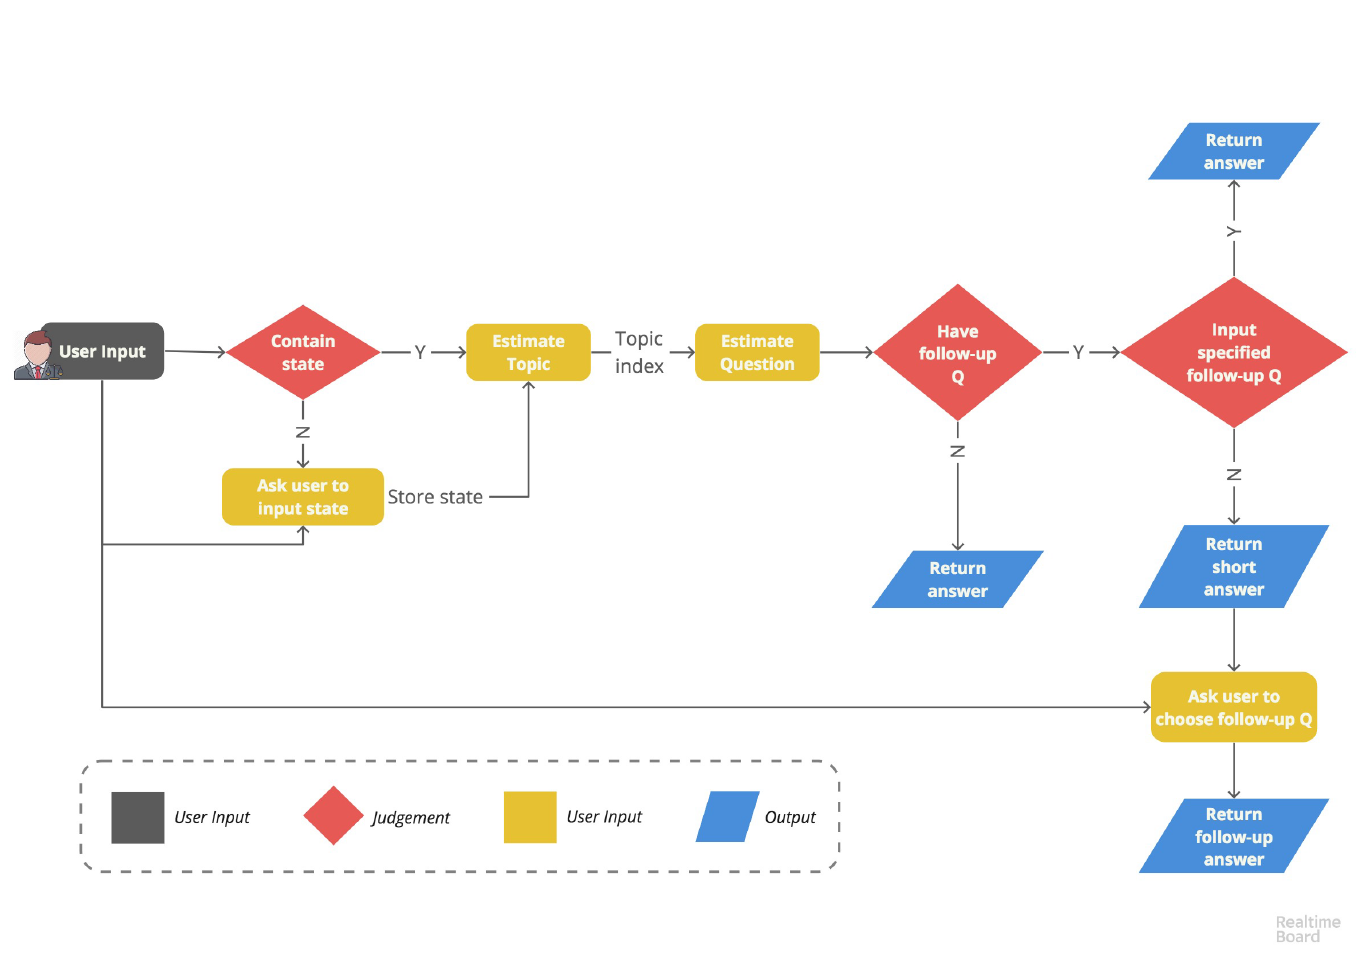 Return
answer
Y
User Input
Contain
state
Y
Estimate
Topic
Topic
index
Estimate
Question
Have
follow-up
Q
Y
Input
specified
follow-up Q
N
Ask user to
input state
Store state
N
Return
answer
N
Return
short
answer
Ask user to
choose follow-up Q
Return
follow-up
answer
User Input
Judgement
User Input
Output
Realtime
Board